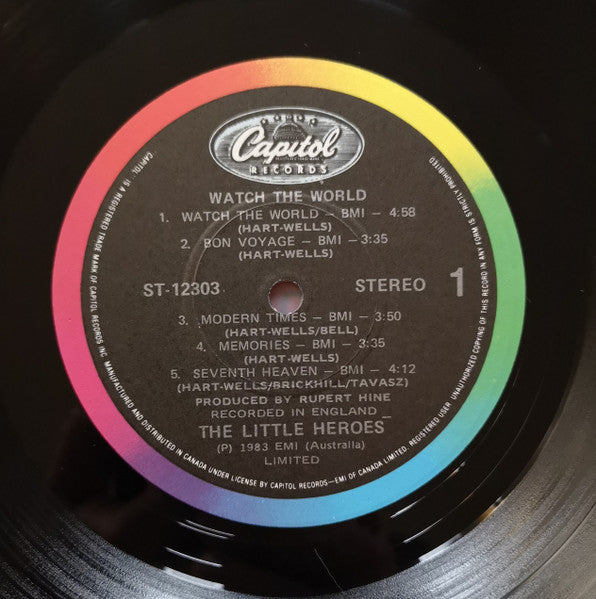 Capitol
RECORDS
WATCH THE WORLD
1. WATCH THE WORLD – BMI – 4:58
(HART-WELLS)
2. BON VOYAGE – BMI – 3:35
(HART-WELLS)
ST-12303 STEREO 1
3. MODERN TIMES – BMI – 3:50
(HART-WELLS/BELL)
4. MEMORIES – BMI – 3:35
(HART-WELLS)
5. SEVENTH HEAVEN – BMI – 4:12
(HART-WELLS/BRICKHILL/TAVASZ)
PRODUCED BY RUPERT HINE
RECORDED IN ENGLAND
THE LITTLE HEROES
(P) 1983 EMI (Australia)
LIMITED
CAPITOL IS A REGISTERED TRADE MARK OF CAPITOL RECORDS INC. MANUFACTURED AND DISTRIBUTED IN CANADA UNDER LICENSE BY CAPITOL RECORDS–EMI OF CANADA LIMITED. REGISTERED USER. UNAUTHORIZED COPYING OF THIS RECORD IN ANY FORM IS STRICTLY PROHIBITED